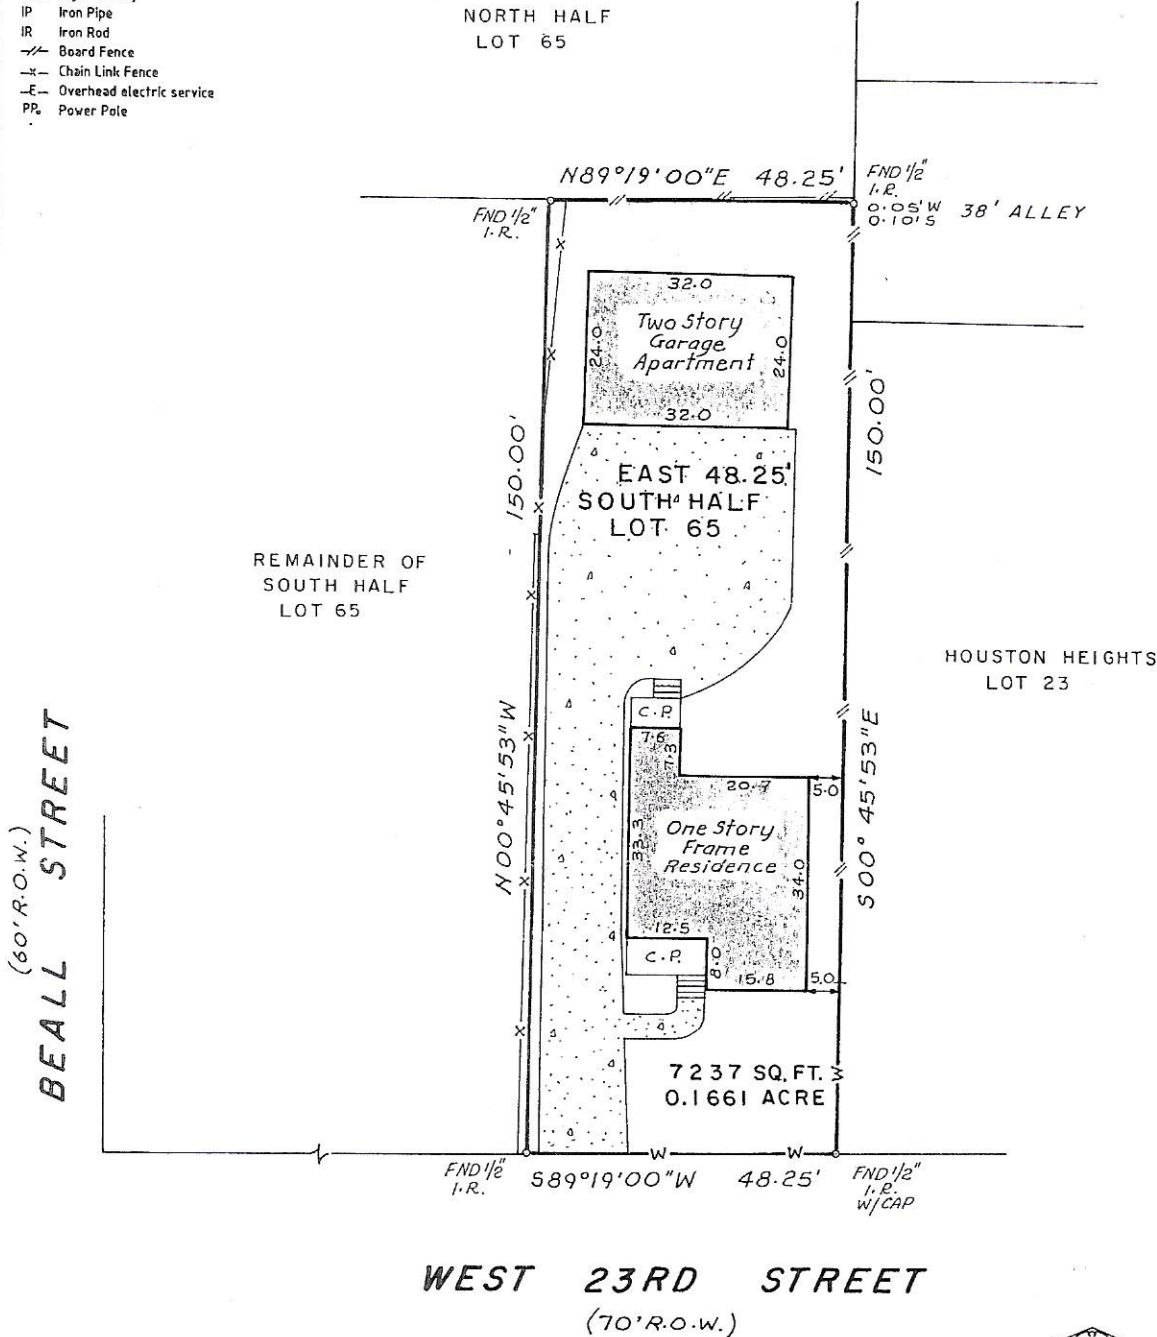 IP Iron Pipe
IR Iron Rod
-//- Board Fence
-x- Chain Link Fence
-E- Overhead electric service
PP Power Pole
NORTH HALF
LOT 65
N89°19'00"E 48.25'
FND 1/2"
I.R.
0.05'W
0.10'S
38' ALLEY
FND 1/2"
I.R.
32.0
Two Story
Garage
Apartment
24.0
24.0
32.0
150.00'
150.00'
EAST 48.25'
SOUTH HALF
LOT 65
REMAINDER OF
SOUTH HALF
LOT 65
HOUSTON HEIGHTS
LOT 23
C.P.
7.6
7.3
20.7
5.0
N00°45'53"W
S00°45'53"E
One Story
Frame
Residence
33.3
34.0
12.5
C.P.
8.0
15.8
5.0
BEALL STREET
(60' R.O.W.)
7237 SQ. FT.
0.1661 ACRE
W
W
W
FND 1/2"
I.R.
S89°19'00"W 48.25'
FND 1/2"
I.R.
W/CAP
WEST 23RD STREET
(70' R.O.W.)